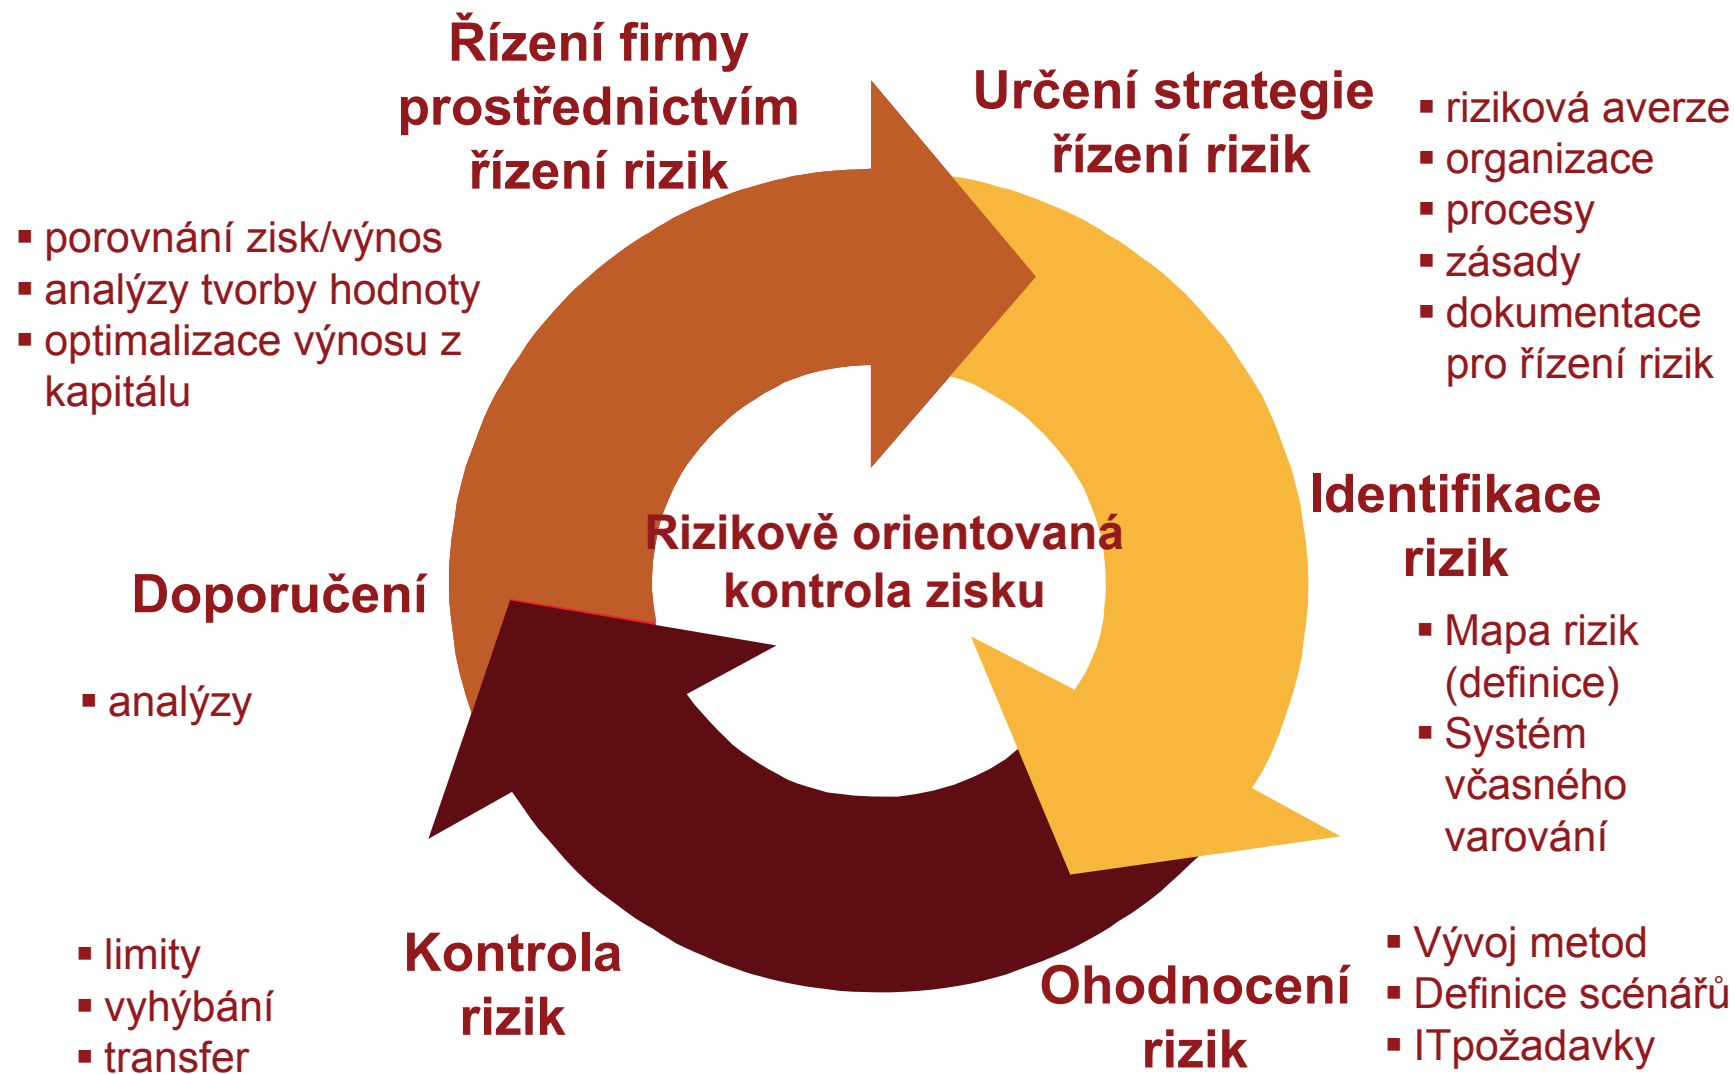 Řízení firmy
prostřednictvím
řízení rizik
▪ porovnání zisk/výnos
▪ analýzy tvorby hodnoty
▪ optimalizace výnosu z
kapitálu
Určení strategie
řízení rizik
▪ riziková averze
▪ organizace
▪ procesy
▪ zásady
▪ dokumentace
pro řízení rizik
Rizikově orientovaná
kontrola zisku
Identifikace
rizik
▪ Mapa rizik
(definice)
▪ Systém
včasného
varování
Doporučení
▪ analýzy
Kontrola
rizik
▪ limity
▪ vyhýbání
▪ transfer
Ohodnocení
rizik
▪ Vývoj metod
▪ Definice scénářů
▪ ITpožadavky